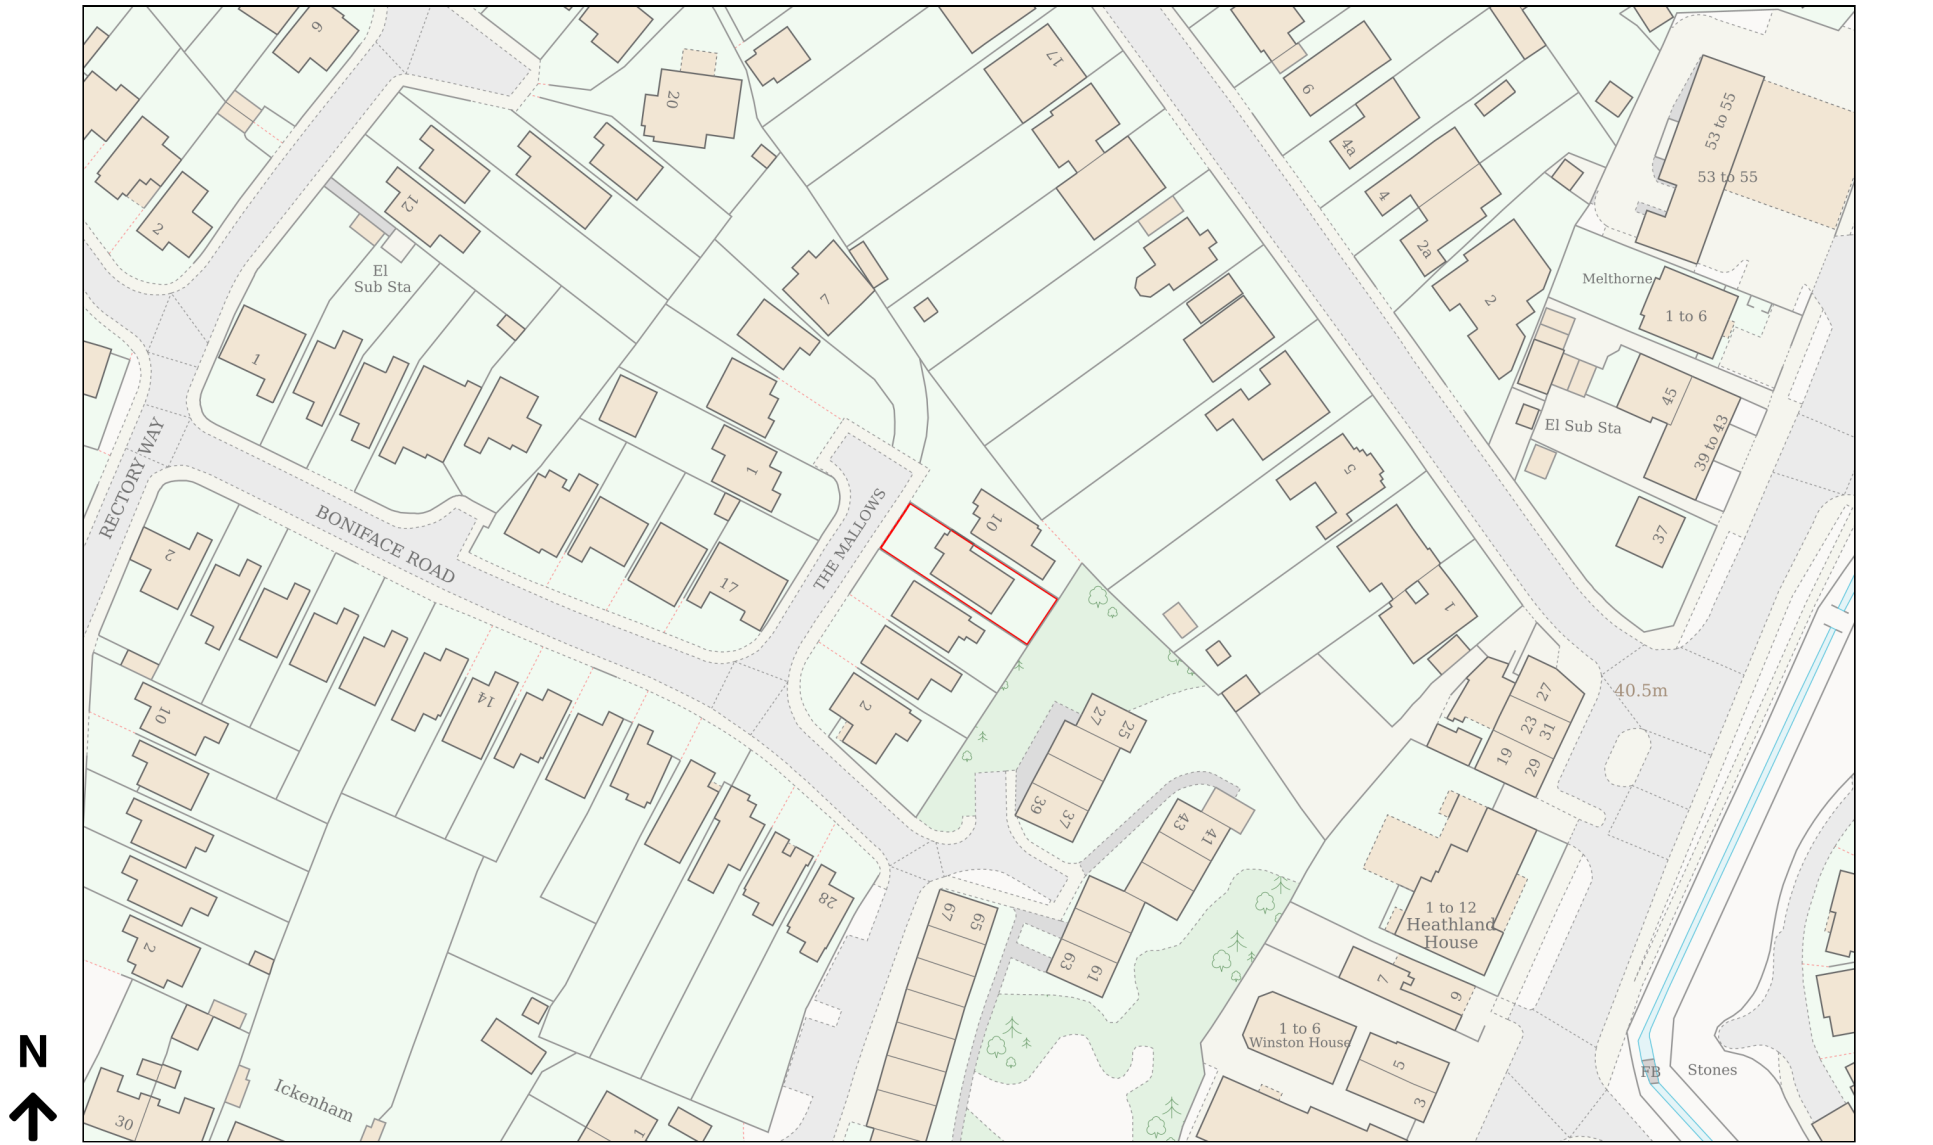 9
17
6
20
53 to 55
4a
53 to 55
12
4
2
2a
El
Sub Sta
Melthorne
7
2
1 to 6
1
45
El Sub Sta
39 to 43
RECTORY WAY
1
5
BONIFACE ROAD
10
THE MALLOWS
37
2
17
1
14
27
40.5m
10
2
27
25
23
31
19
29
39
37
43
41
28
67
65
1 to 12
Heathland
House
2
63
61
7
9
N
1 to 6
Winston House
5
FB
Stones
3
Ickenham
30
1